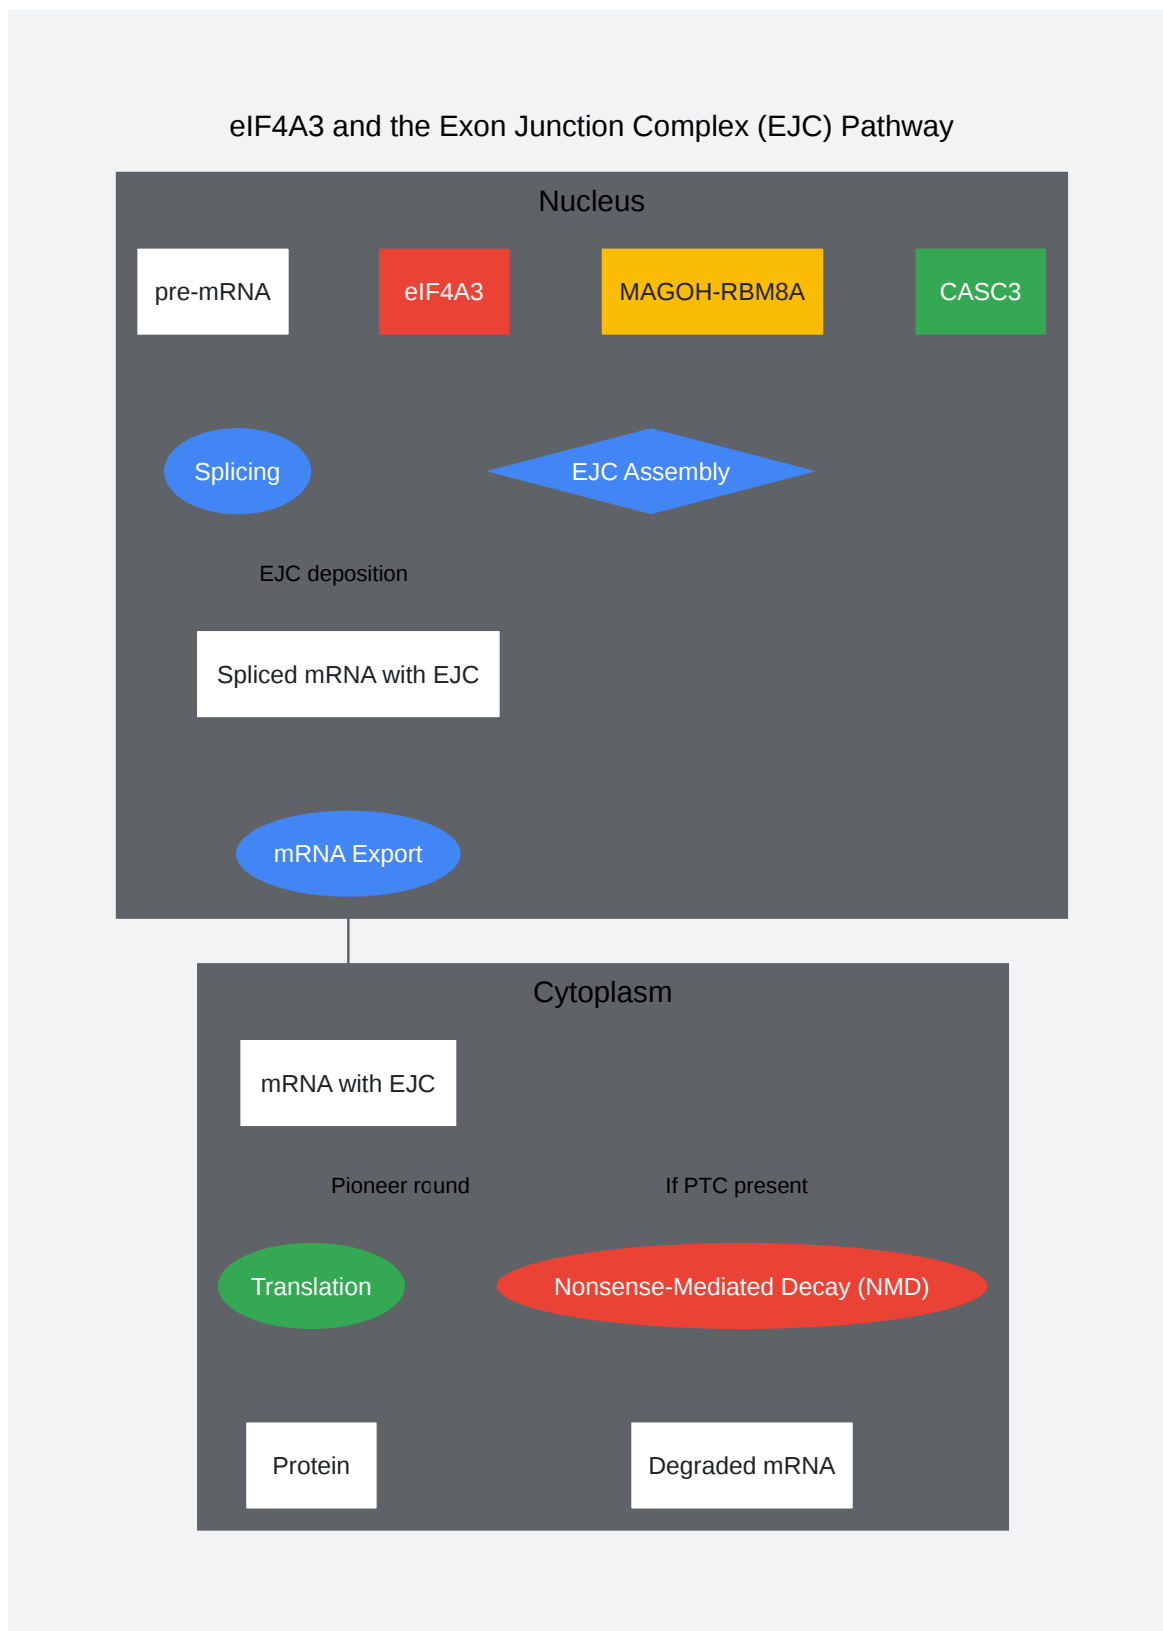 eIF4A3 and the Exon Junction Complex (EJC) Pathway
Nucleus
pre-mRNA
eIF4A3
MAGOH-RBM8A
CASC3
Splicing
EJC Assembly
EJC deposition
Spliced mRNA with EJC
mRNA Export
Cytoplasm
mRNA with EJC
Pioneer round
If PTC present
Translation
Nonsense-Mediated Decay (NMD)
Protein
Degraded mRNA